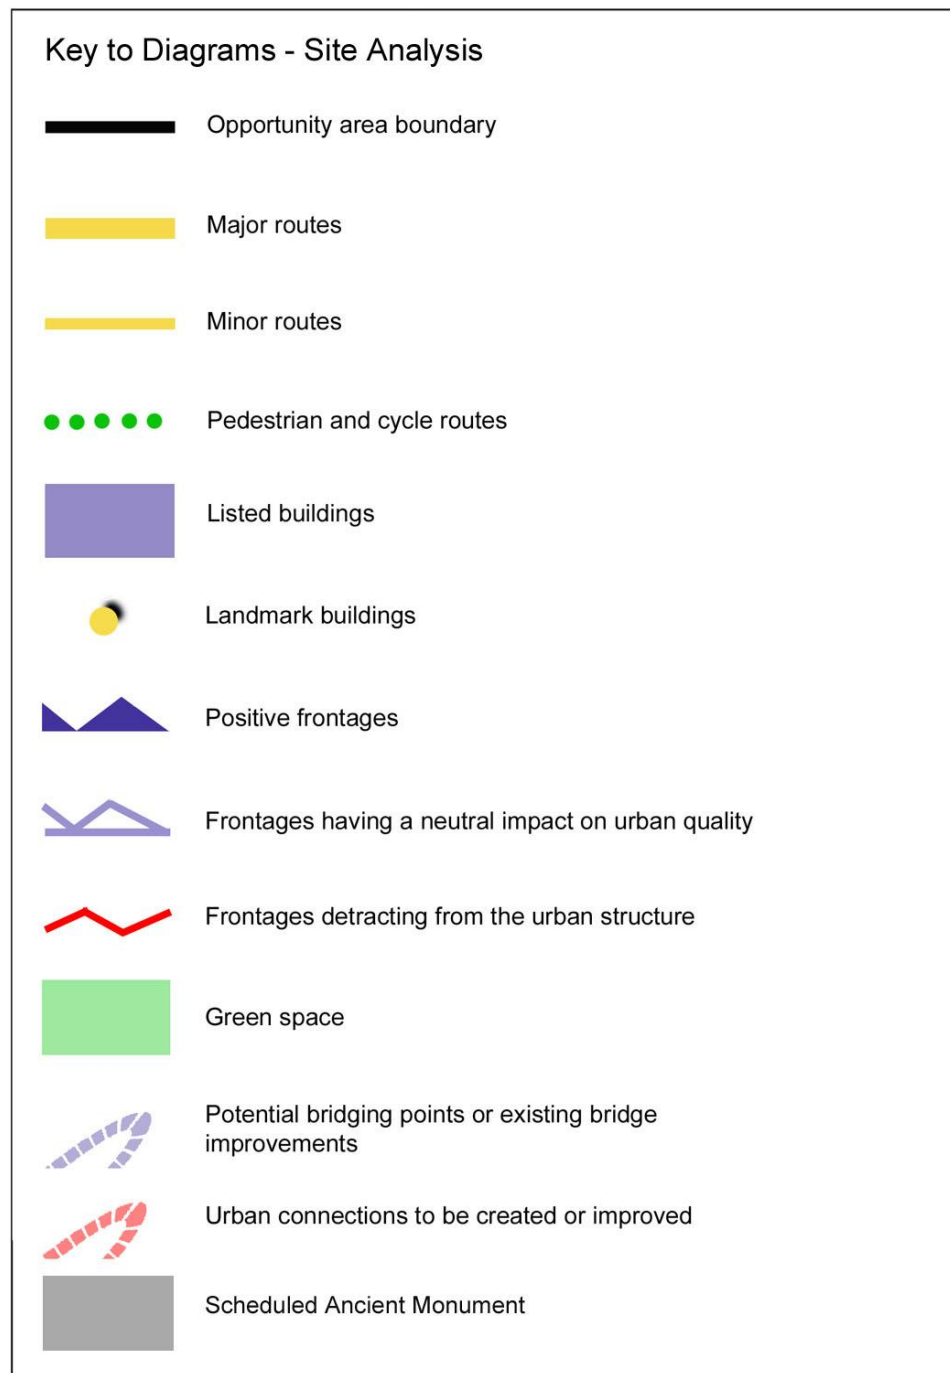 Key to Diagrams - Site Analysis
Opportunity area boundary
Major routes
Minor routes
Pedestrian and cycle routes
Listed buildings
Landmark buildings
Positive frontages
Frontages having a neutral impact on urban quality
Frontages detracting from the urban structure
Green space
Potential bridging points or existing bridge
improvements
Urban connections to be created or improved
Scheduled Ancient Monument